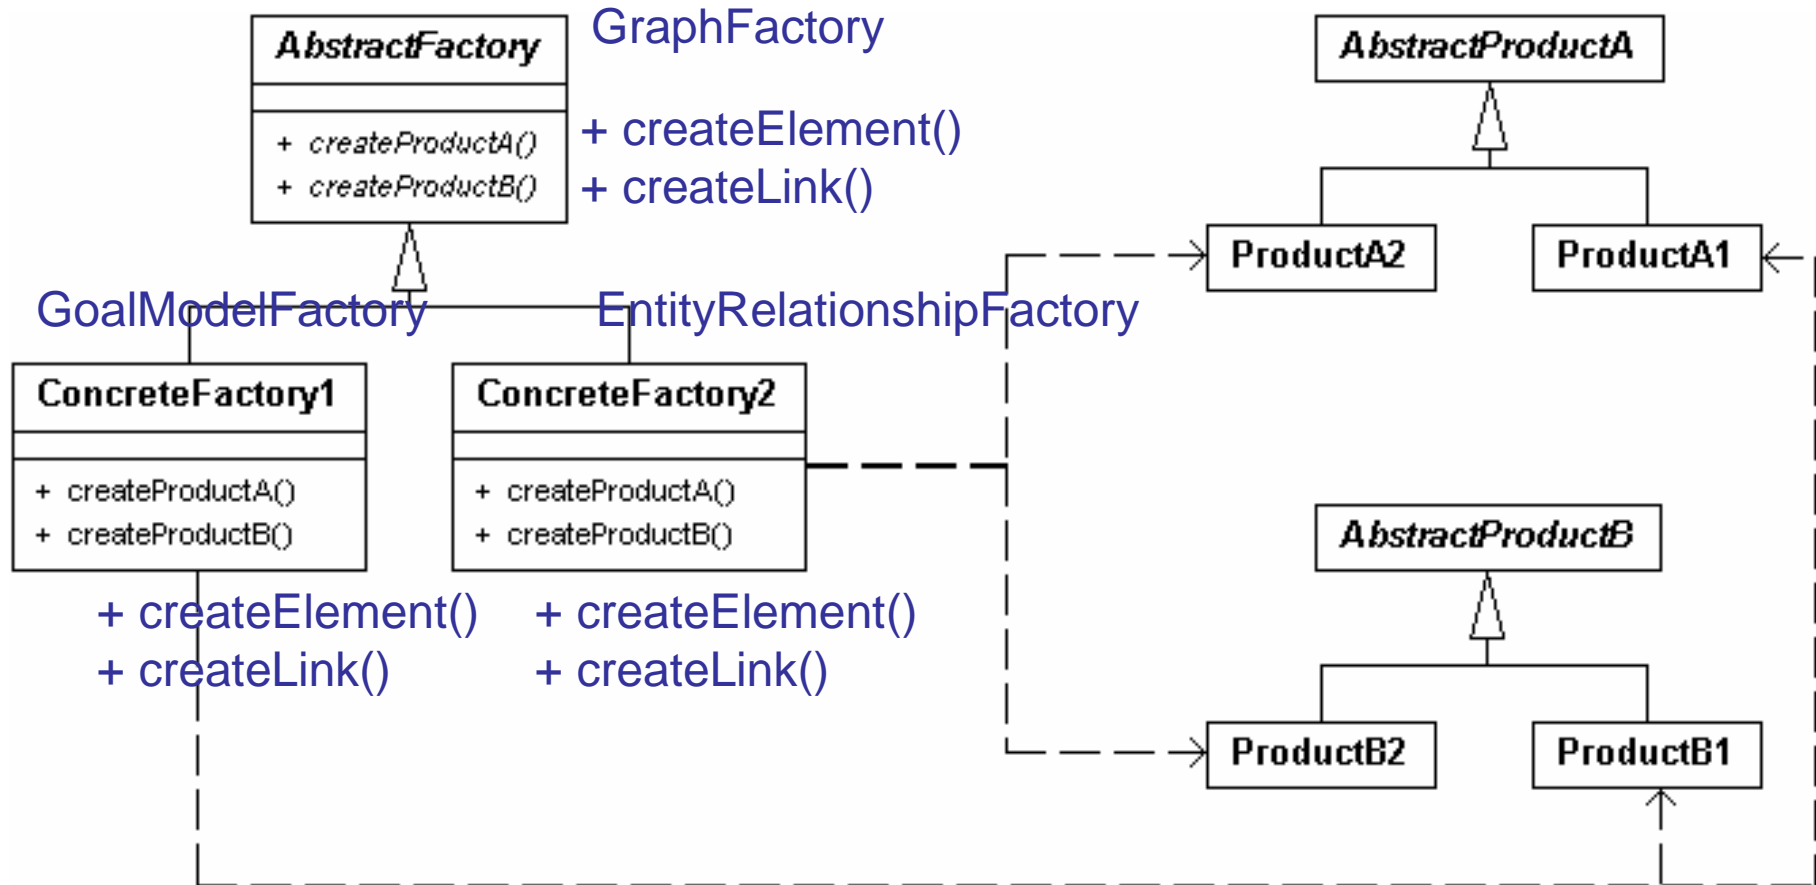 AbstractFactory
GraphFactory
+ createProductA()
+ createProductB()
+ createElement()
+ createLink()
AbstractProductA
ProductA2
ProductA1
GoalModelFactory
EntityRelationshipFactory
ConcreteFactory1
+ createProductA()
+ createProductB()
+ createElement()
+ createLink()
ConcreteFactory2
+ createProductA()
+ createProductB()
+ createElement()
+ createLink()
AbstractProductB
ProductB2
ProductB1